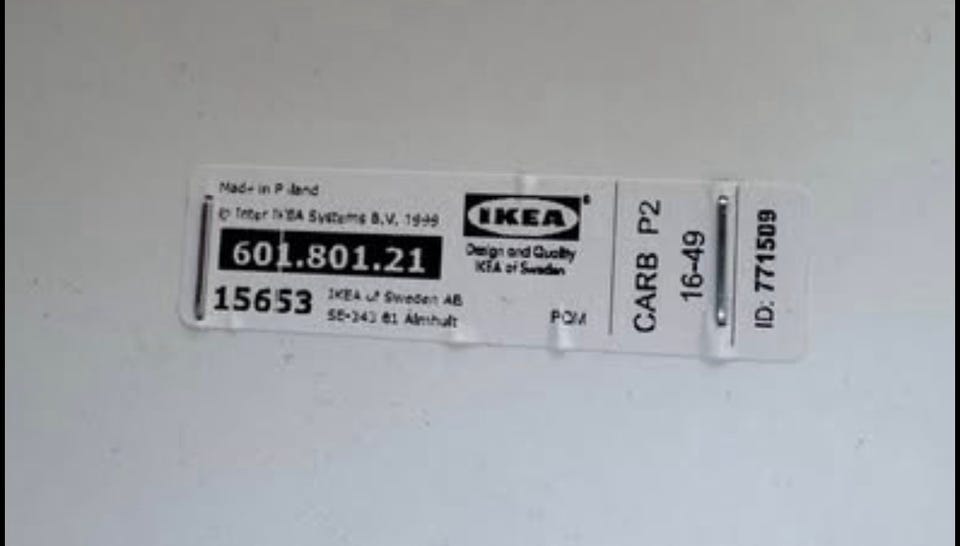 Made in Poland
© Inter IKEA Systems B.V. 1999
601.801.21
15653
IKEA of Sweden AB
SE-343 81 Älmhult
IKEA®
Design and Quality
IKEA of Sweden
PQM
CARB P2
16-49
ID: 771509